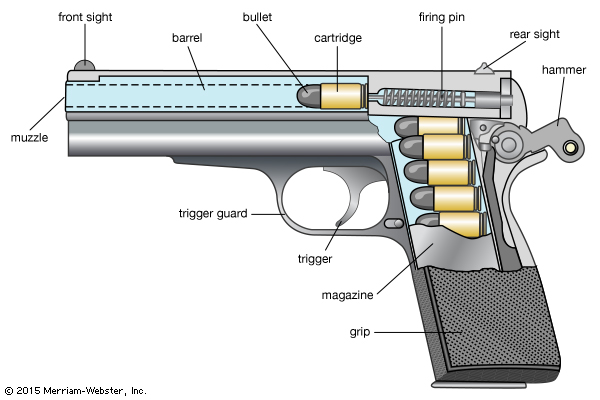 front sight
bullet
firing pin
rear sight
barrel
cartridge
hammer
muzzle
trigger guard
trigger
magazine
grip
© 2015 Merriam-Webster, Inc.